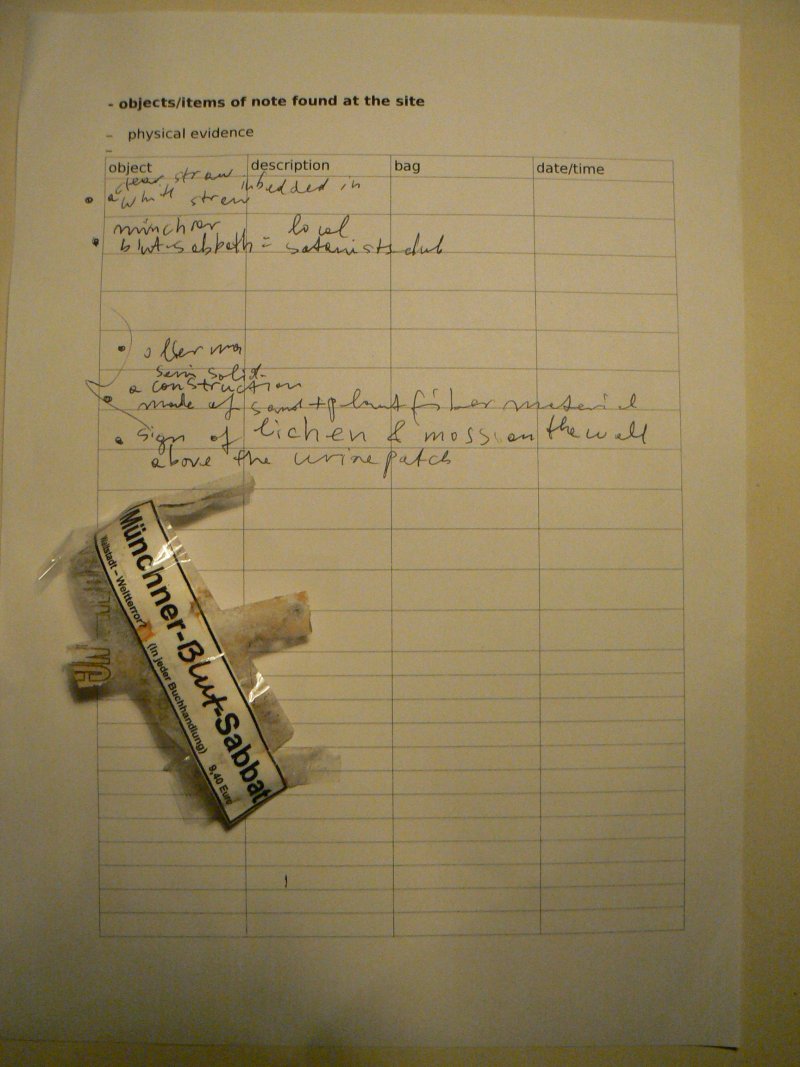 - objects/items of note found at the site
- physical evidence
object description bag date/time
clear straw inbedded in
a white straw
münchner local
blut-sabbath = satanists club
semi solid
a construction
made of sand + plant fiber material
sign of lichen & moss on the wall
above the urine patch
Münchner-Blut-Sabbat
Weltstadt – Weltterror?
(In jeder Buchhandlung) 9,40 Euro